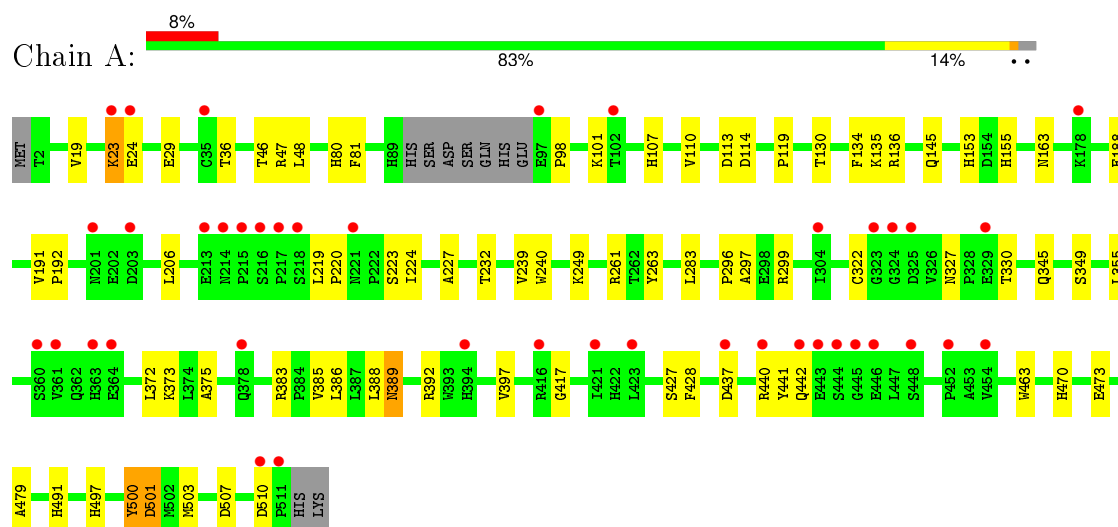 8%
Chain A:
83% 14%
MET T2 V19 K23 E24 E29 C35 T36 T46 R47 L48 H80 F81 H89 HIS SER ASP SER GLN HIS GLU E97 P98 K101 T102 H107 V110 D113 D114 P119 T130 F134 K135 R136 Q145 H153 D154 H155 N163 K178
V191 P192 N201 E202 D203 L206 E213 N214 P215 S216 P217 S218 L219 P220 N221 P222 S223 I224 A227 T232 V239 W240 K249 R261 T262 Y263 L283 P296 A297 E298 R299 I304 C322 G323 G324 D325 V326 N327 P328 E329 T330 Q345 S349
S360 V361 Q362 H363 E364 L372 K373 L374 A375 Q378 R383 P384 V385 L386 L387 L388 N389 R392 W393 H394 V397 R416 G417 I421 H422 L423 S427 F428 D437 R440 Y441 Q442 E443 S444 G445 E446 L447 S448 P452 A453 V454 W463 H470 E473
A479 H491 H497 Y500 D501 M502 M503 D507 D510 P511 HIS LYS